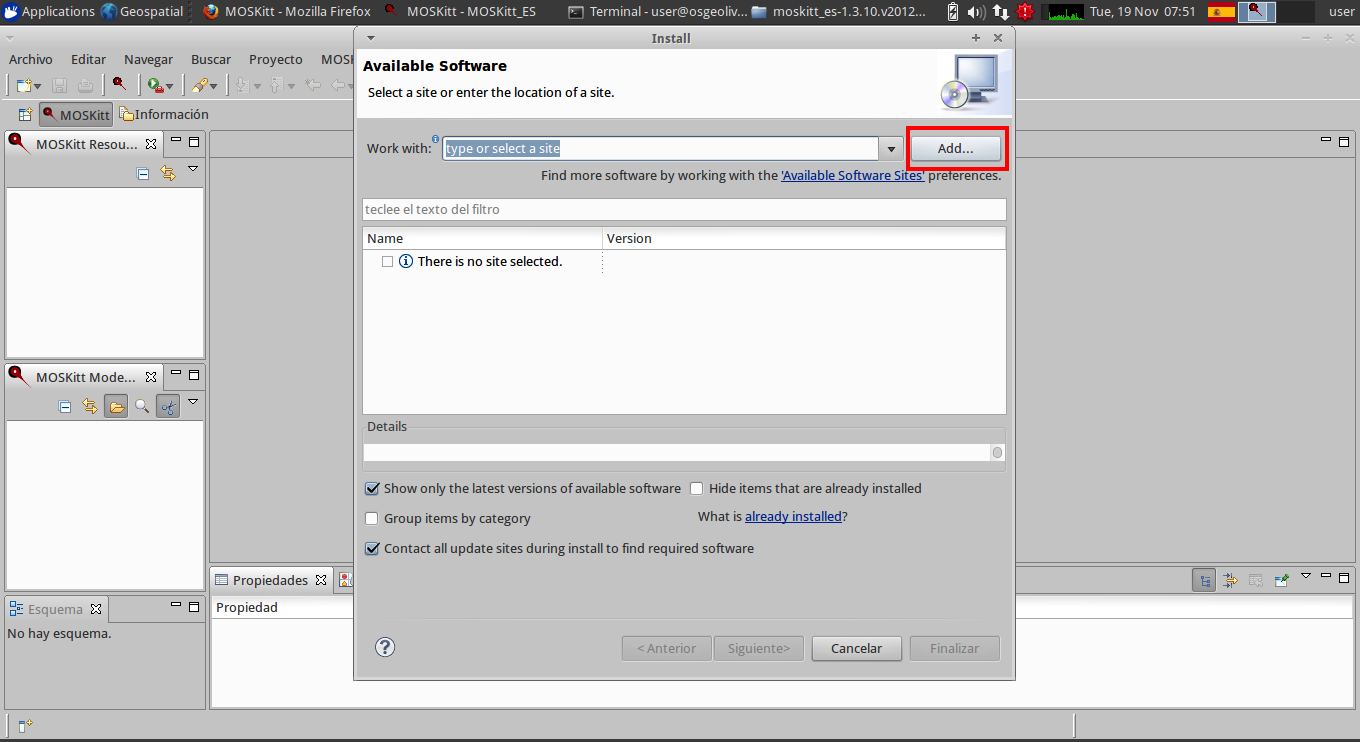 Applications Geospatial MOSKitt - Mozilla Firefox MOSKitt - MOSKitt_ES Terminal - user@osgeoliv... moskitt_es-1.3.10.v2012... Tue, 19 Nov 07:51 user
Install
Archivo Editar Navegar Buscar Proyecto MOSK
Available Software
Select a site or enter the location of a site.
MOSKitt Información
MOSKitt Resou...
Work with: type or select a site Add...
Find more software by working with the 'Available Software Sites' preferences.
teclee el texto del filtro
Name Version
There is no site selected.
MOSKitt Mode...
Details
Show only the latest versions of available software Hide items that are already installed
Group items by category What is already installed?
Contact all update sites during install to find required software
Propiedades
Propiedad
Esquema
No hay esquema.
< Anterior Siguiente> Cancelar Finalizar